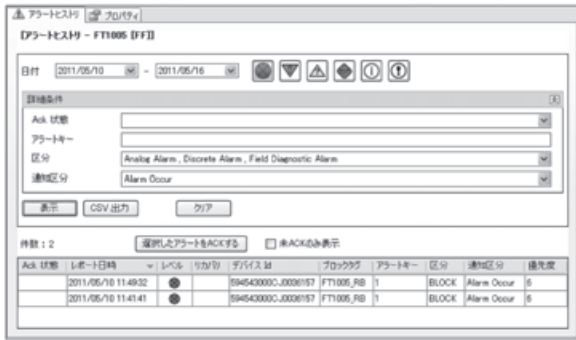 アラートヒストリ プロパティ
[アラートヒストリ - FT1005 [FF]]
日付 2011/05/10 - 2011/05/16
詳細条件
Ack 状態
アラートキー
区分 Analog Alarm , Discrete Alarm , Field Diagnostic Alarm
通知区分 Alarm Occur
表示 CSV 出力 クリア
件数 : 2 選択したアラートをACKする 未ACKのみ表示
Ack 状態 レポート日時 レベル リカバリ デバイス Id ブロックタグ アラートキー 区分 通知区分 優先度
2011/05/10 11:49:32 594543000C-J0036157 FT1005_RB 1 BLOCK Alarm Occur 6
2011/05/10 11:41:41 594543000C-J0036157 FT1005_RB 1 BLOCK Alarm Occur 6